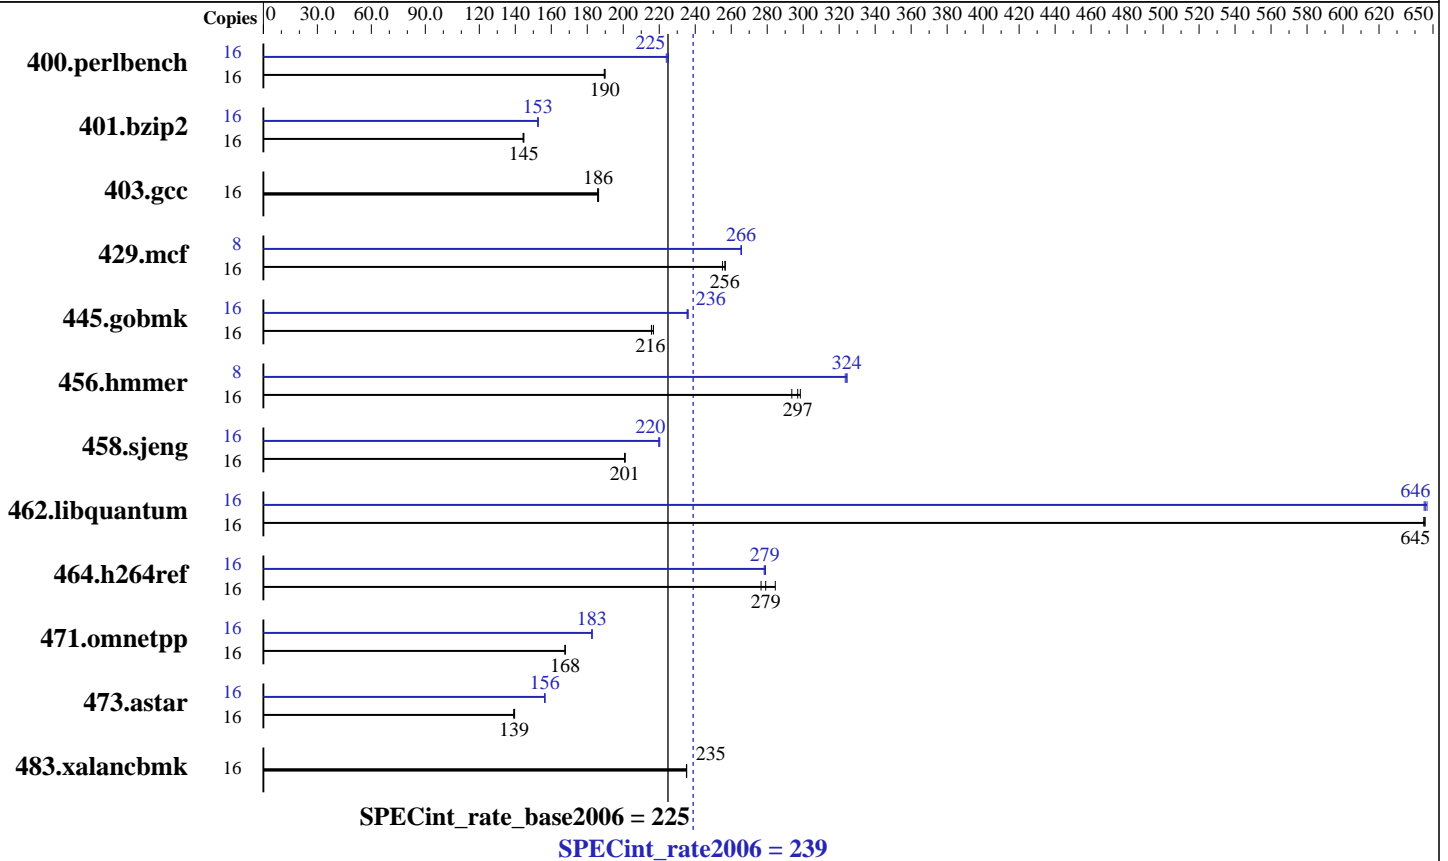 Copies 0 30.0 60.0 90.0 120 140 160 180 200 220 240 260 280 300 320 340 360 380 400 420 440 460 480 500 520 540 560 580 600 620 650
400.perlbench 16 225
16 190
401.bzip2 16 153
16 145
403.gcc 16 186
429.mcf 8 266
16 256
445.gobmk 16 236
16 216
456.hmmer 8 324
16 297
458.sjeng 16 220
16 201
462.libquantum 16 646
16 645
464.h264ref 16 279
16 279
471.omnetpp 16 183
16 168
473.astar 16 156
16 139
483.xalancbmk 16 235
SPECint_rate_base2006 = 225
SPECint_rate2006 = 239